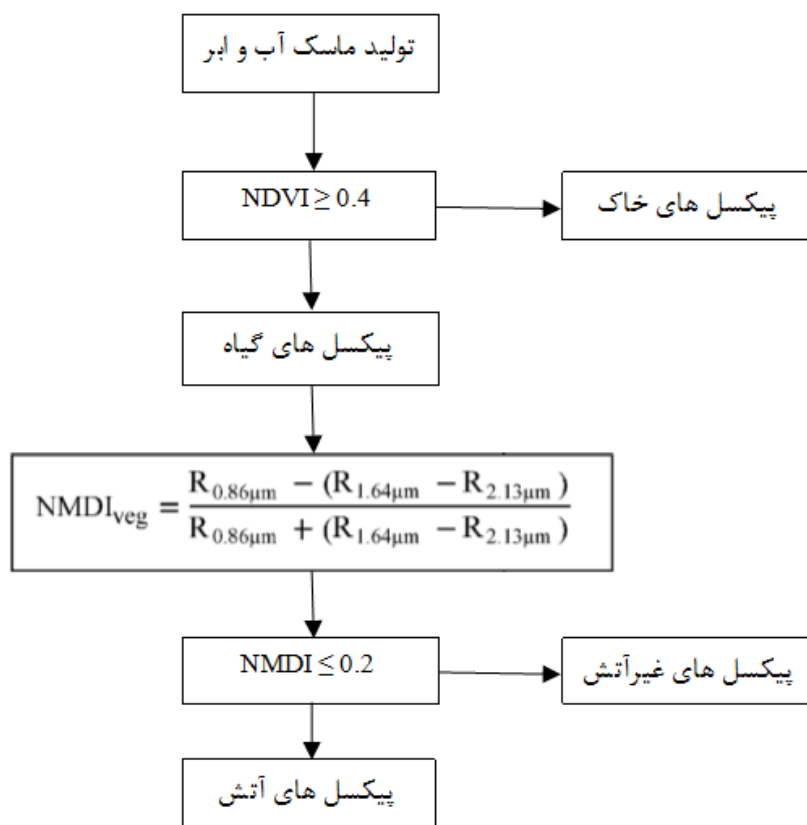 تولید ماسک آب و ابر
NDVI ≥ 0.4
پیکسل های خاک
پیکسل های گیاه
NMDI_veg = (R_0.86μm − (R_1.64μm − R_2.13μm)) / (R_0.86μm + (R_1.64μm − R_2.13μm))
NMDI ≤ 0.2
پیکسل های غیرآتش
پیکسل های آتش